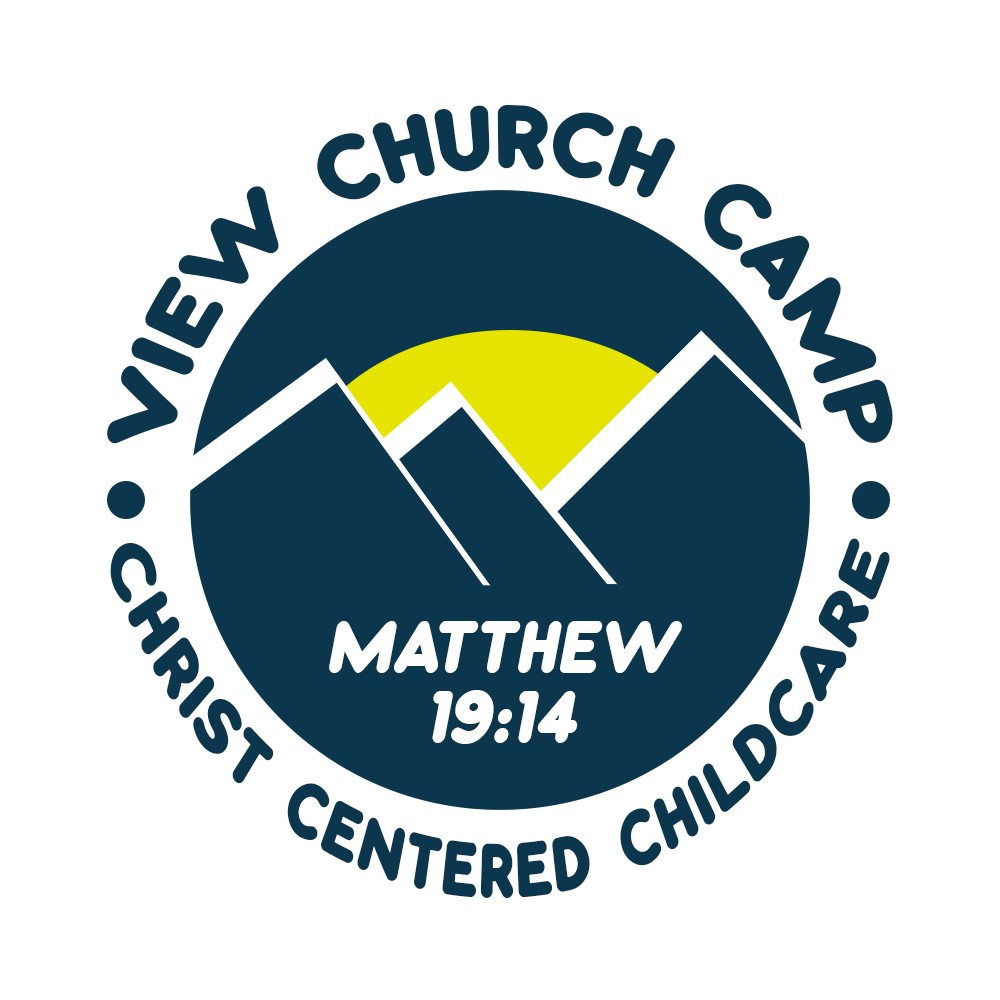 VIEW CHURCH CAMP
MATTHEW
19:14
CHRIST CENTERED CHILDCARE